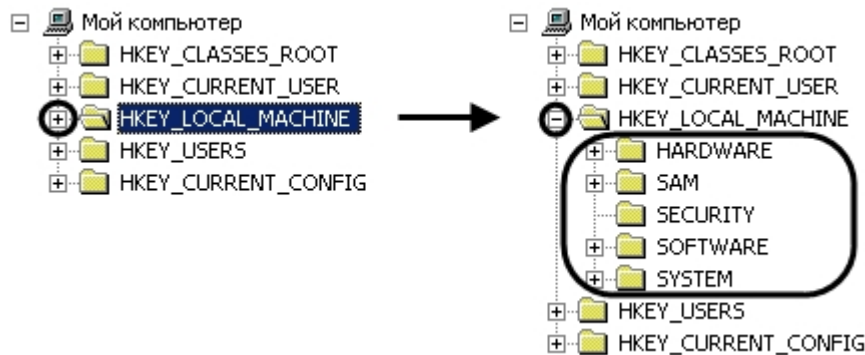 Мой компьютер
HKEY_CLASSES_ROOT
HKEY_CURRENT_USER
HKEY_LOCAL_MACHINE
HKEY_USERS
HKEY_CURRENT_CONFIG
Мой компьютер
HKEY_CLASSES_ROOT
HKEY_CURRENT_USER
HKEY_LOCAL_MACHINE
HARDWARE
SAM
SECURITY
SOFTWARE
SYSTEM
HKEY_USERS
HKEY_CURRENT_CONFIG